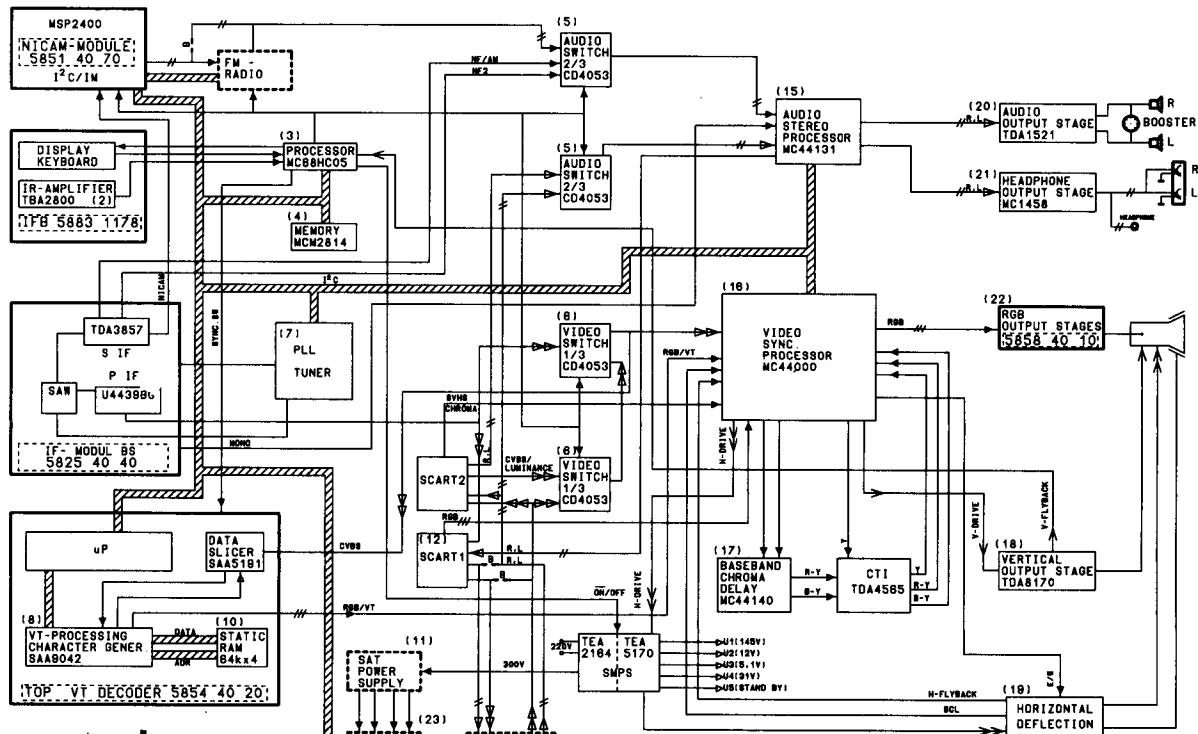 MSP2400
NICAM-MODULE
5851 40 70
I²C/IM
B
FM-
RADIO
(5)
AUDIO
SWITCH
2/3
CD4053
NF/AM
NF2
(15)
AUDIO
STEREO
PROCESSOR
MC44131
(20)
R.L
AUDIO
OUTPUT STAGE
TDA1521
R
BOOSTER
L
DISPLAY
KEYBOARD
IR-AMPLIFIER
TBA2800 (2)
IFB 5883 1178
(3)
PROCESSOR
MC88HC05
(5)
AUDIO
SWITCH
2/3
CD4053
(4)
MEMORY
MCM2814
(21)
R.L
HEADPHONE
OUTPUT STAGE
MC1458
R
L
HEADPHONE
I²C
NICAM
SYNC.BU
TDA3857
S IF
P IF
SAW
U4439BG
IF- MODUL BS
5825 40 40
(7)
PLL
TUNER
MONO
(6)
VIDEO
SWITCH
1/3
CD4053
RGB/VT
(16)
VIDEO
SYNC.
PROCESSOR
MC44000
RGB
(22)
RGB
OUTPUT STAGES
5858 40 10
SVHS
CHROMA
R.L
CVBS/
LUMINANCE
(6)
VIDEO
SWITCH
1/3
CD4053
SCART2
RGB
(12)
SCART1
R.L
B
R.L
B
H-DRIVE
V-DRIVE
V-FLYBACK
uP
DATA
SLICER
SAA5191
CVBS
(17)
BASEBAND
CHROMA
DELAY
MC44140
R-Y
B-Y
Y
CTI
TDA4565
Y
R-Y
B-Y
(18)
VERTICAL
OUTPUT STAGE
TDA8170
H-DRIVE
ON/OFF
RGB/VT
(8)
VT-PROCESSING
CHARACTER GENER.
SAA9042
DATA
ADR
(10)
STATIC
RAM
64kx4
TOP VT DECODER 5854 40 20
(11)
SAT
POWER
SUPPLY
(23)
300V
220V
TEA
2164
TEA
5170
SMPS
U1(145V)
U2(12V)
U3(5.1V)
U4(31V)
U5(STAND BY)
H-FLYBACK
BCL
E/W
(19)
HORIZONTAL
DEFLECTION